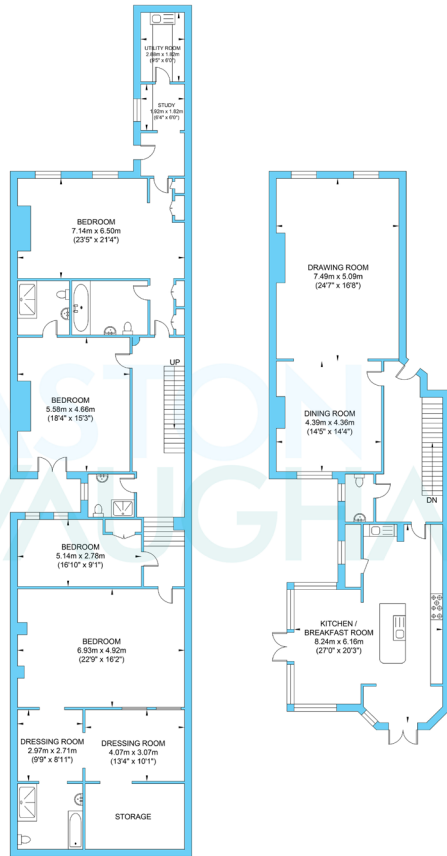 UTILITY ROOM
2.89m x 1.82m
(9'5" x 6'0")
STUDY
1.92m x 1.82m
(6'4" x 6'0")
BEDROOM
7.14m x 6.50m
(23'5" x 21'4")
BEDROOM
5.58m x 4.66m
(18'4" x 15'3")
UP
BEDROOM
5.14m x 2.78m
(16'10" x 9'1")
BEDROOM
6.93m x 4.92m
(22'9" x 16'2")
DRESSING ROOM
2.97m x 2.71m
(9'9" x 8'11")
DRESSING ROOM
4.07m x 3.07m
(13'4" x 10'1")
STORAGE
DRAWING ROOM
7.49m x 5.09m
(24'7" x 16'8")
DINING ROOM
4.39m x 4.36m
(14'5" x 14'4")
DN
KITCHEN /
BREAKFAST ROOM
8.24m x 6.16m
(27'0" x 20'3")
ASTON
VAUGHA